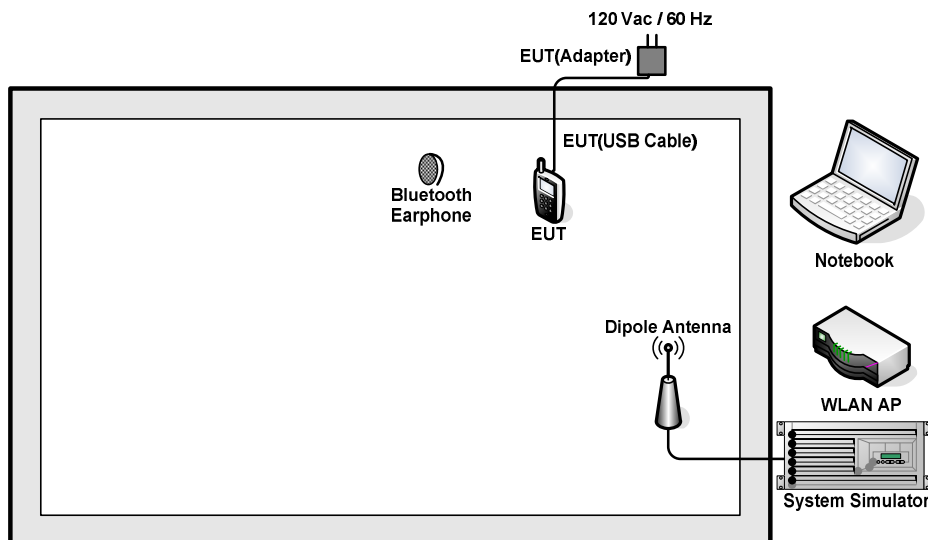 120 Vac / 60 Hz
EUT(Adapter)
EUT(USB Cable)
Bluetooth
Earphone
EUT
Notebook
Dipole Antenna
WLAN AP
System Simulator